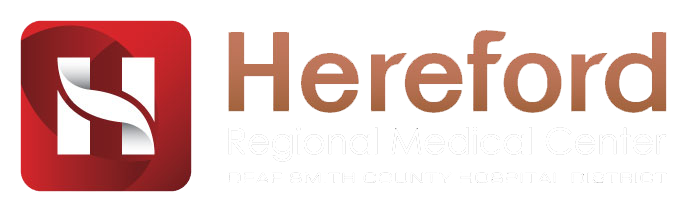 H
Hereford
Regional Medical Center
DEAF SMITH COUNTY HOSPITAL DISTRICT